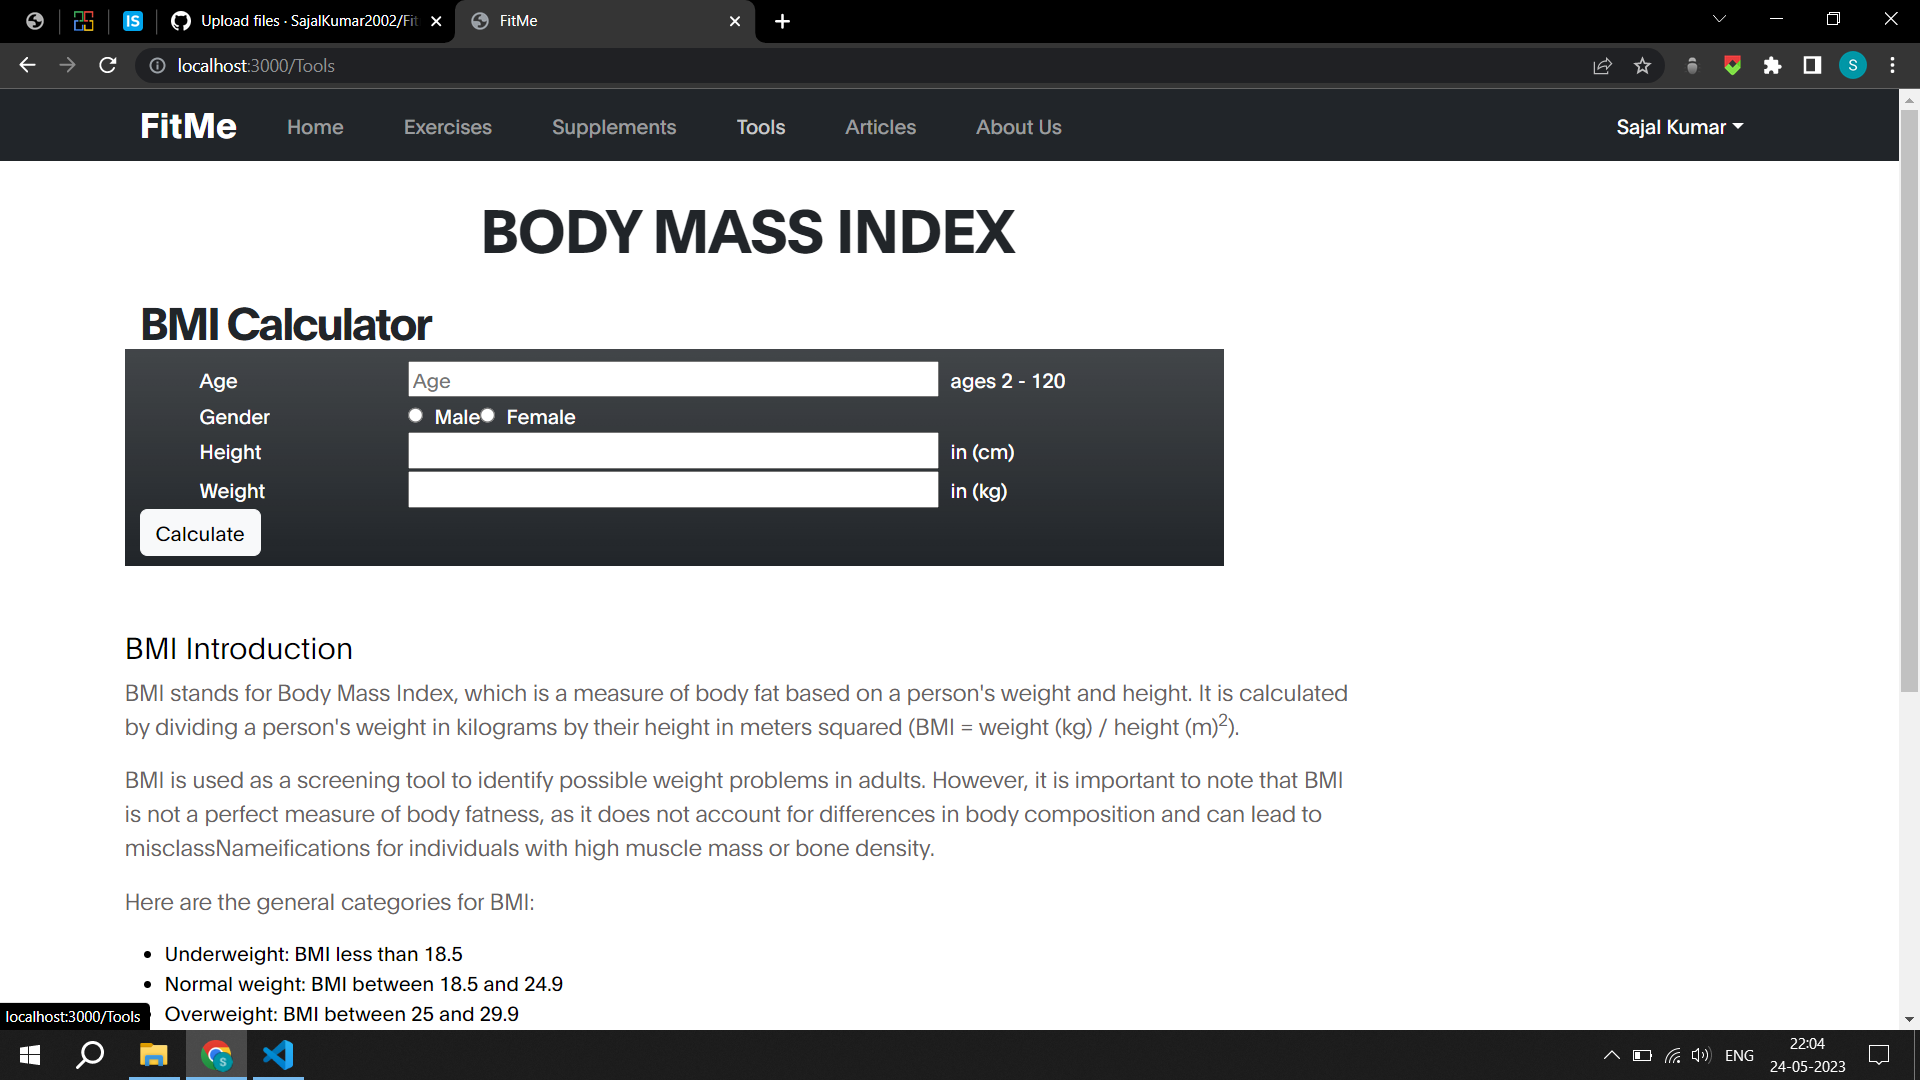 IS Upload files · SajalKumar2002/Fit FitMe
localhost:3000/Tools S
FitMe Home Exercises Supplements Tools Articles About Us Sajal Kumar
BODY MASS INDEX
BMI Calculator
Age Age ages 2 - 120
Gender Male Female
Height in (cm)
Weight in (kg)
Calculate
BMI Introduction
BMI stands for Body Mass Index, which is a measure of body fat based on a person's weight and height. It is calculated
by dividing a person's weight in kilograms by their height in meters squared (BMI = weight (kg) / height (m)²).
BMI is used as a screening tool to identify possible weight problems in adults. However, it is important to note that BMI
is not a perfect measure of body fatness, as it does not account for differences in body composition and can lead to
misclassNameifications for individuals with high muscle mass or bone density.
Here are the general categories for BMI:
• Underweight: BMI less than 18.5
• Normal weight: BMI between 18.5 and 24.9
• Overweight: BMI between 25 and 29.9
localhost:3000/Tools
S ENG 22:04
24-05-2023